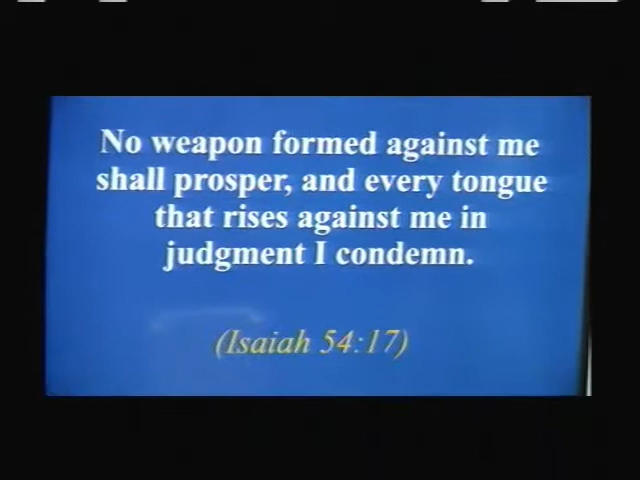 No weapon formed against me
shall prosper, and every tongue
that rises against me in
judgment I condemn.
(Isaiah 54:17)